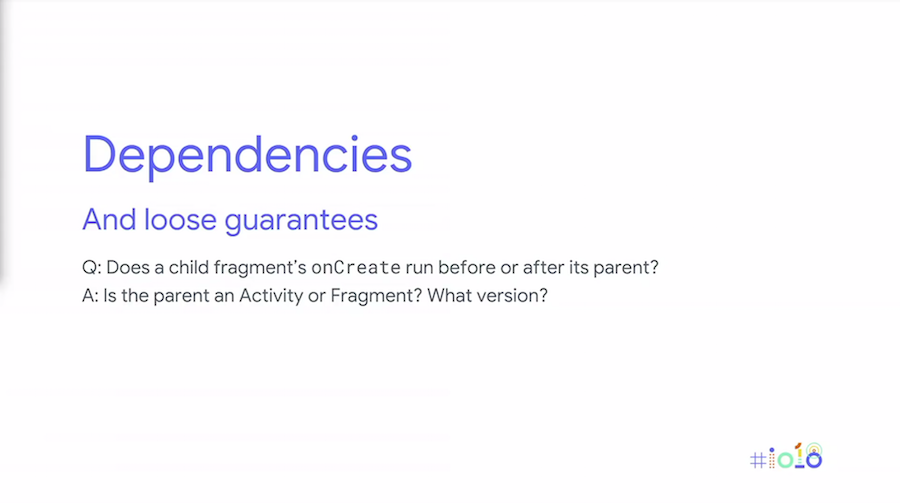 Dependencies
And loose guarantees
Q: Does a child fragment's onCreate run before or after its parent?
A: Is the parent an Activity or Fragment? What version?
#io18